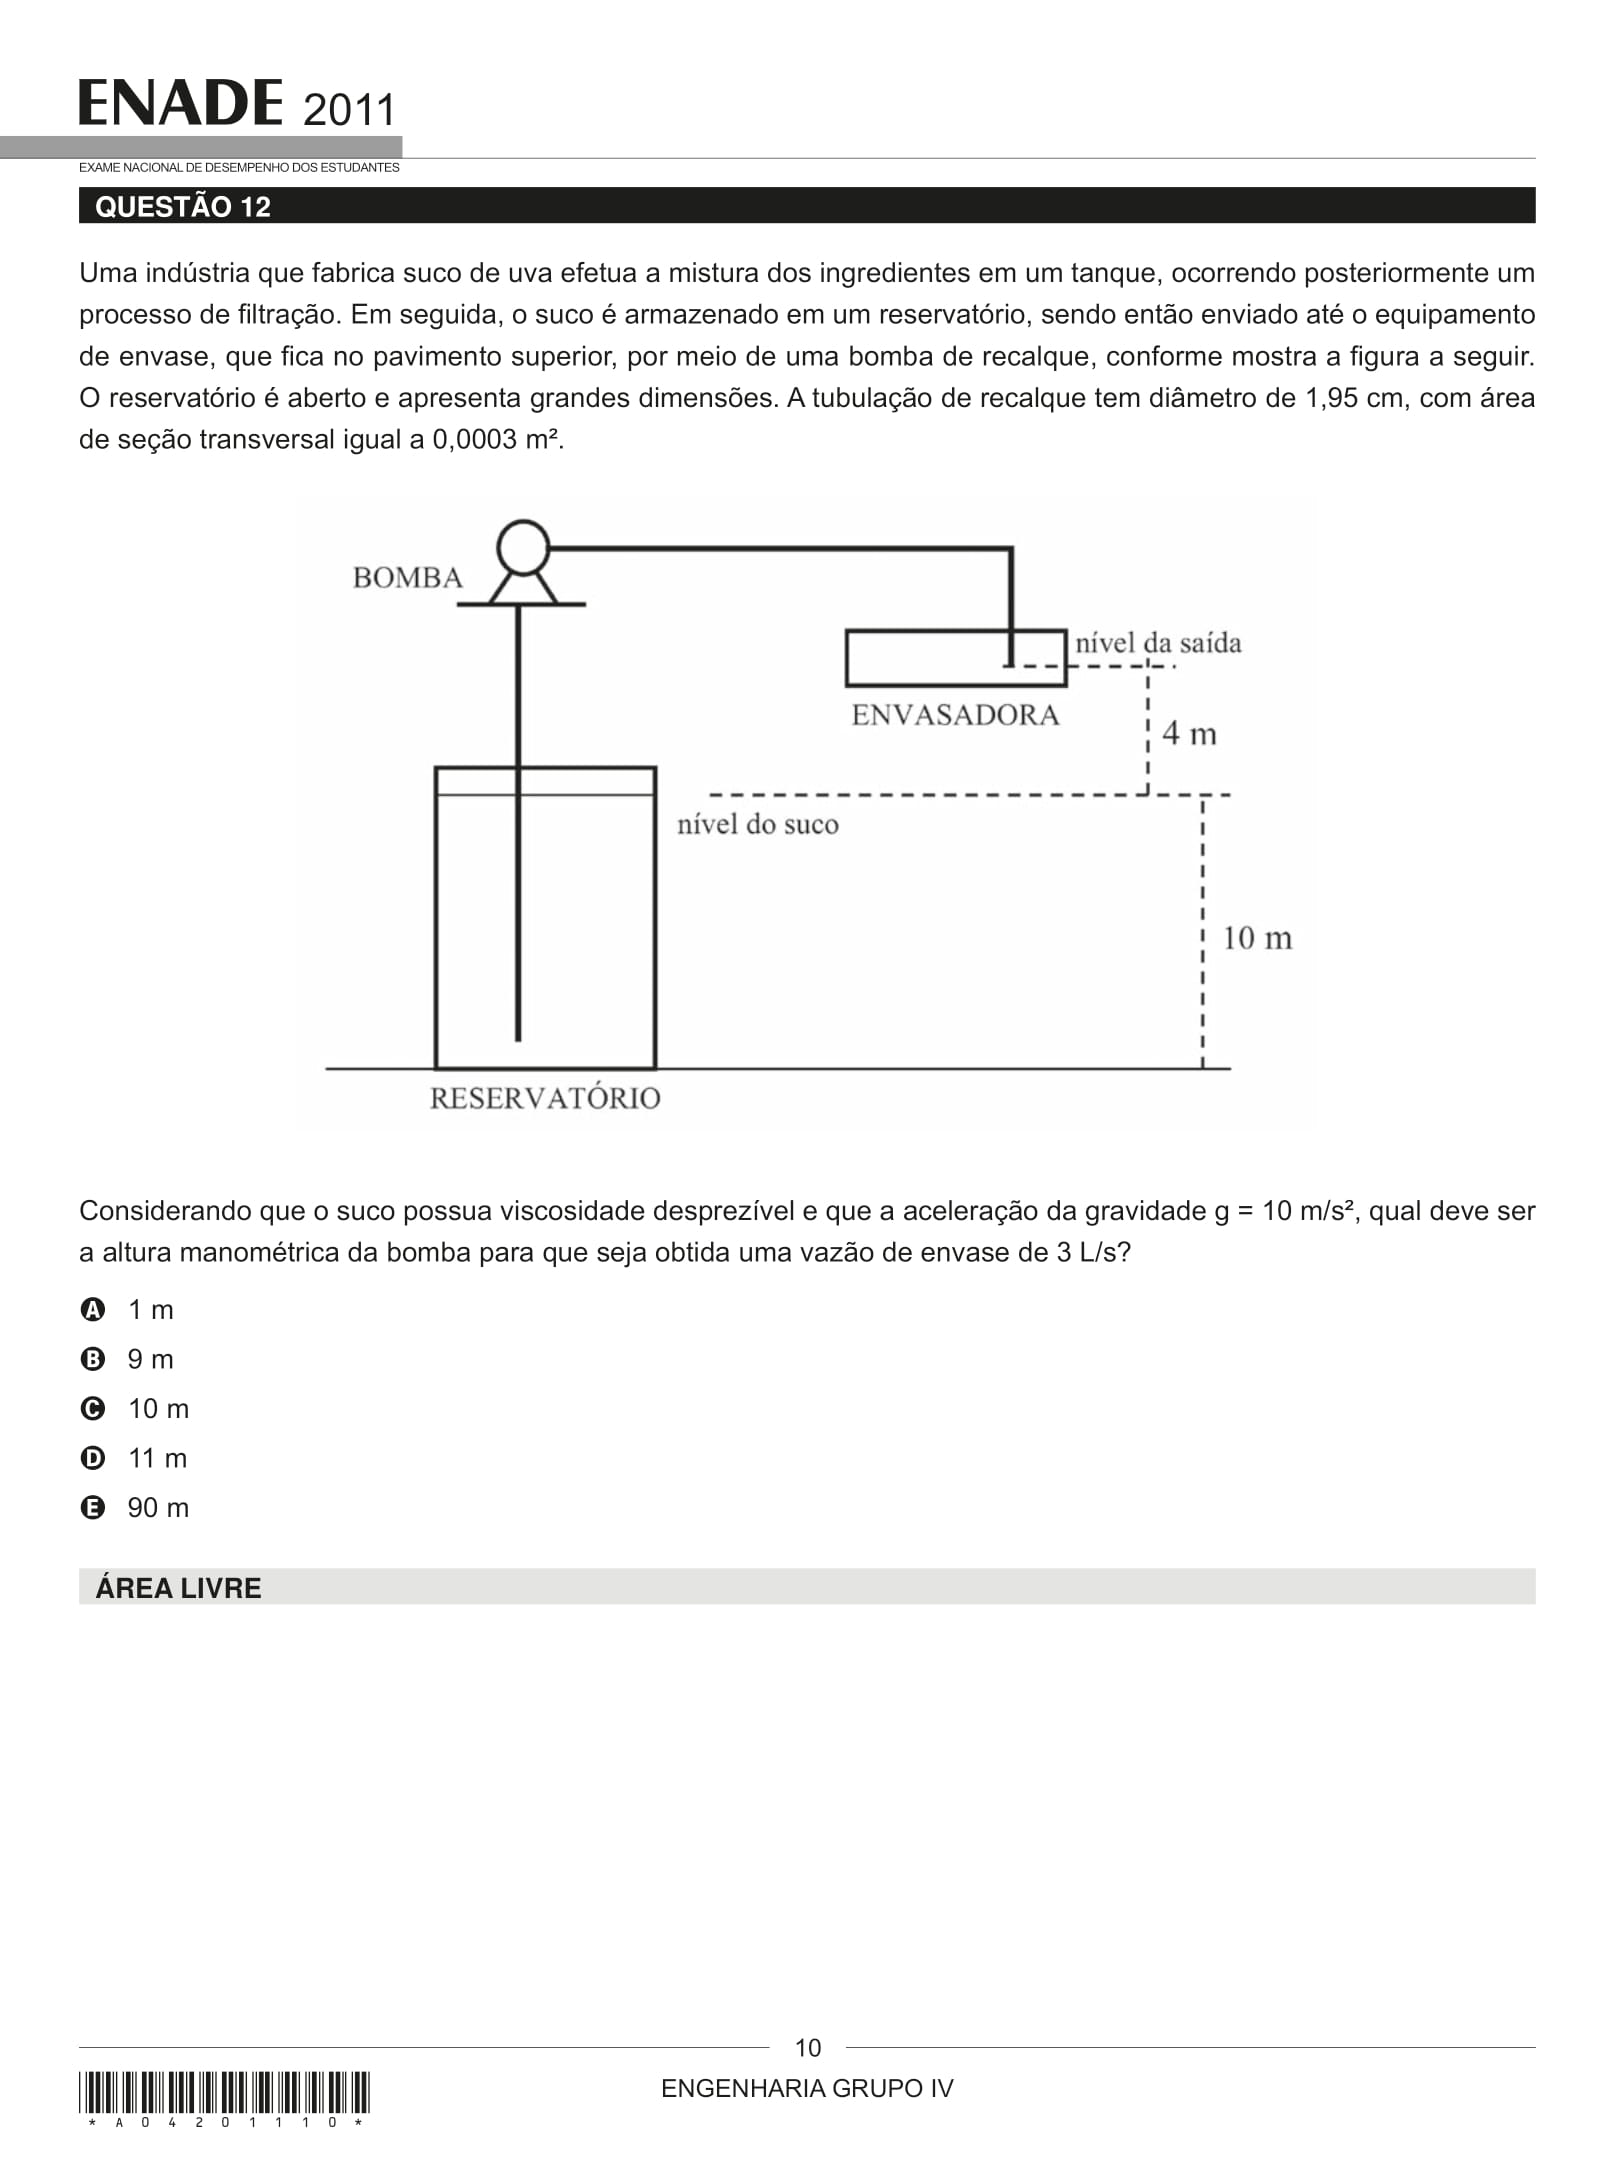 ENADE 2011
EXAME NACIONAL DE DESEMPENHO DOS ESTUDANTES
QUESTÃO 12
Uma indústria que fabrica suco de uva efetua a mistura dos ingredientes em um tanque, ocorrendo posteriormente um
processo de filtração. Em seguida, o suco é armazenado em um reservatório, sendo então enviado até o equipamento
de envase, que fica no pavimento superior, por meio de uma bomba de recalque, conforme mostra a figura a seguir.
O reservatório é aberto e apresenta grandes dimensões. A tubulação de recalque tem diâmetro de 1,95 cm, com área
de seção transversal igual a 0,0003 m².
BOMBA
nível da saída
ENVASADORA
4 m
nível do suco
10 m
RESERVATÓRIO
Considerando que o suco possua viscosidade desprezível e que a aceleração da gravidade g = 10 m/s², qual deve ser
a altura manométrica da bomba para que seja obtida uma vazão de envase de 3 L/s?
A 1 m
B 9 m
C 10 m
D 11 m
E 90 m
ÁREA LIVRE
10
ENGENHARIA GRUPO IV
* A 0 4 2 0 1 1 1 0 *